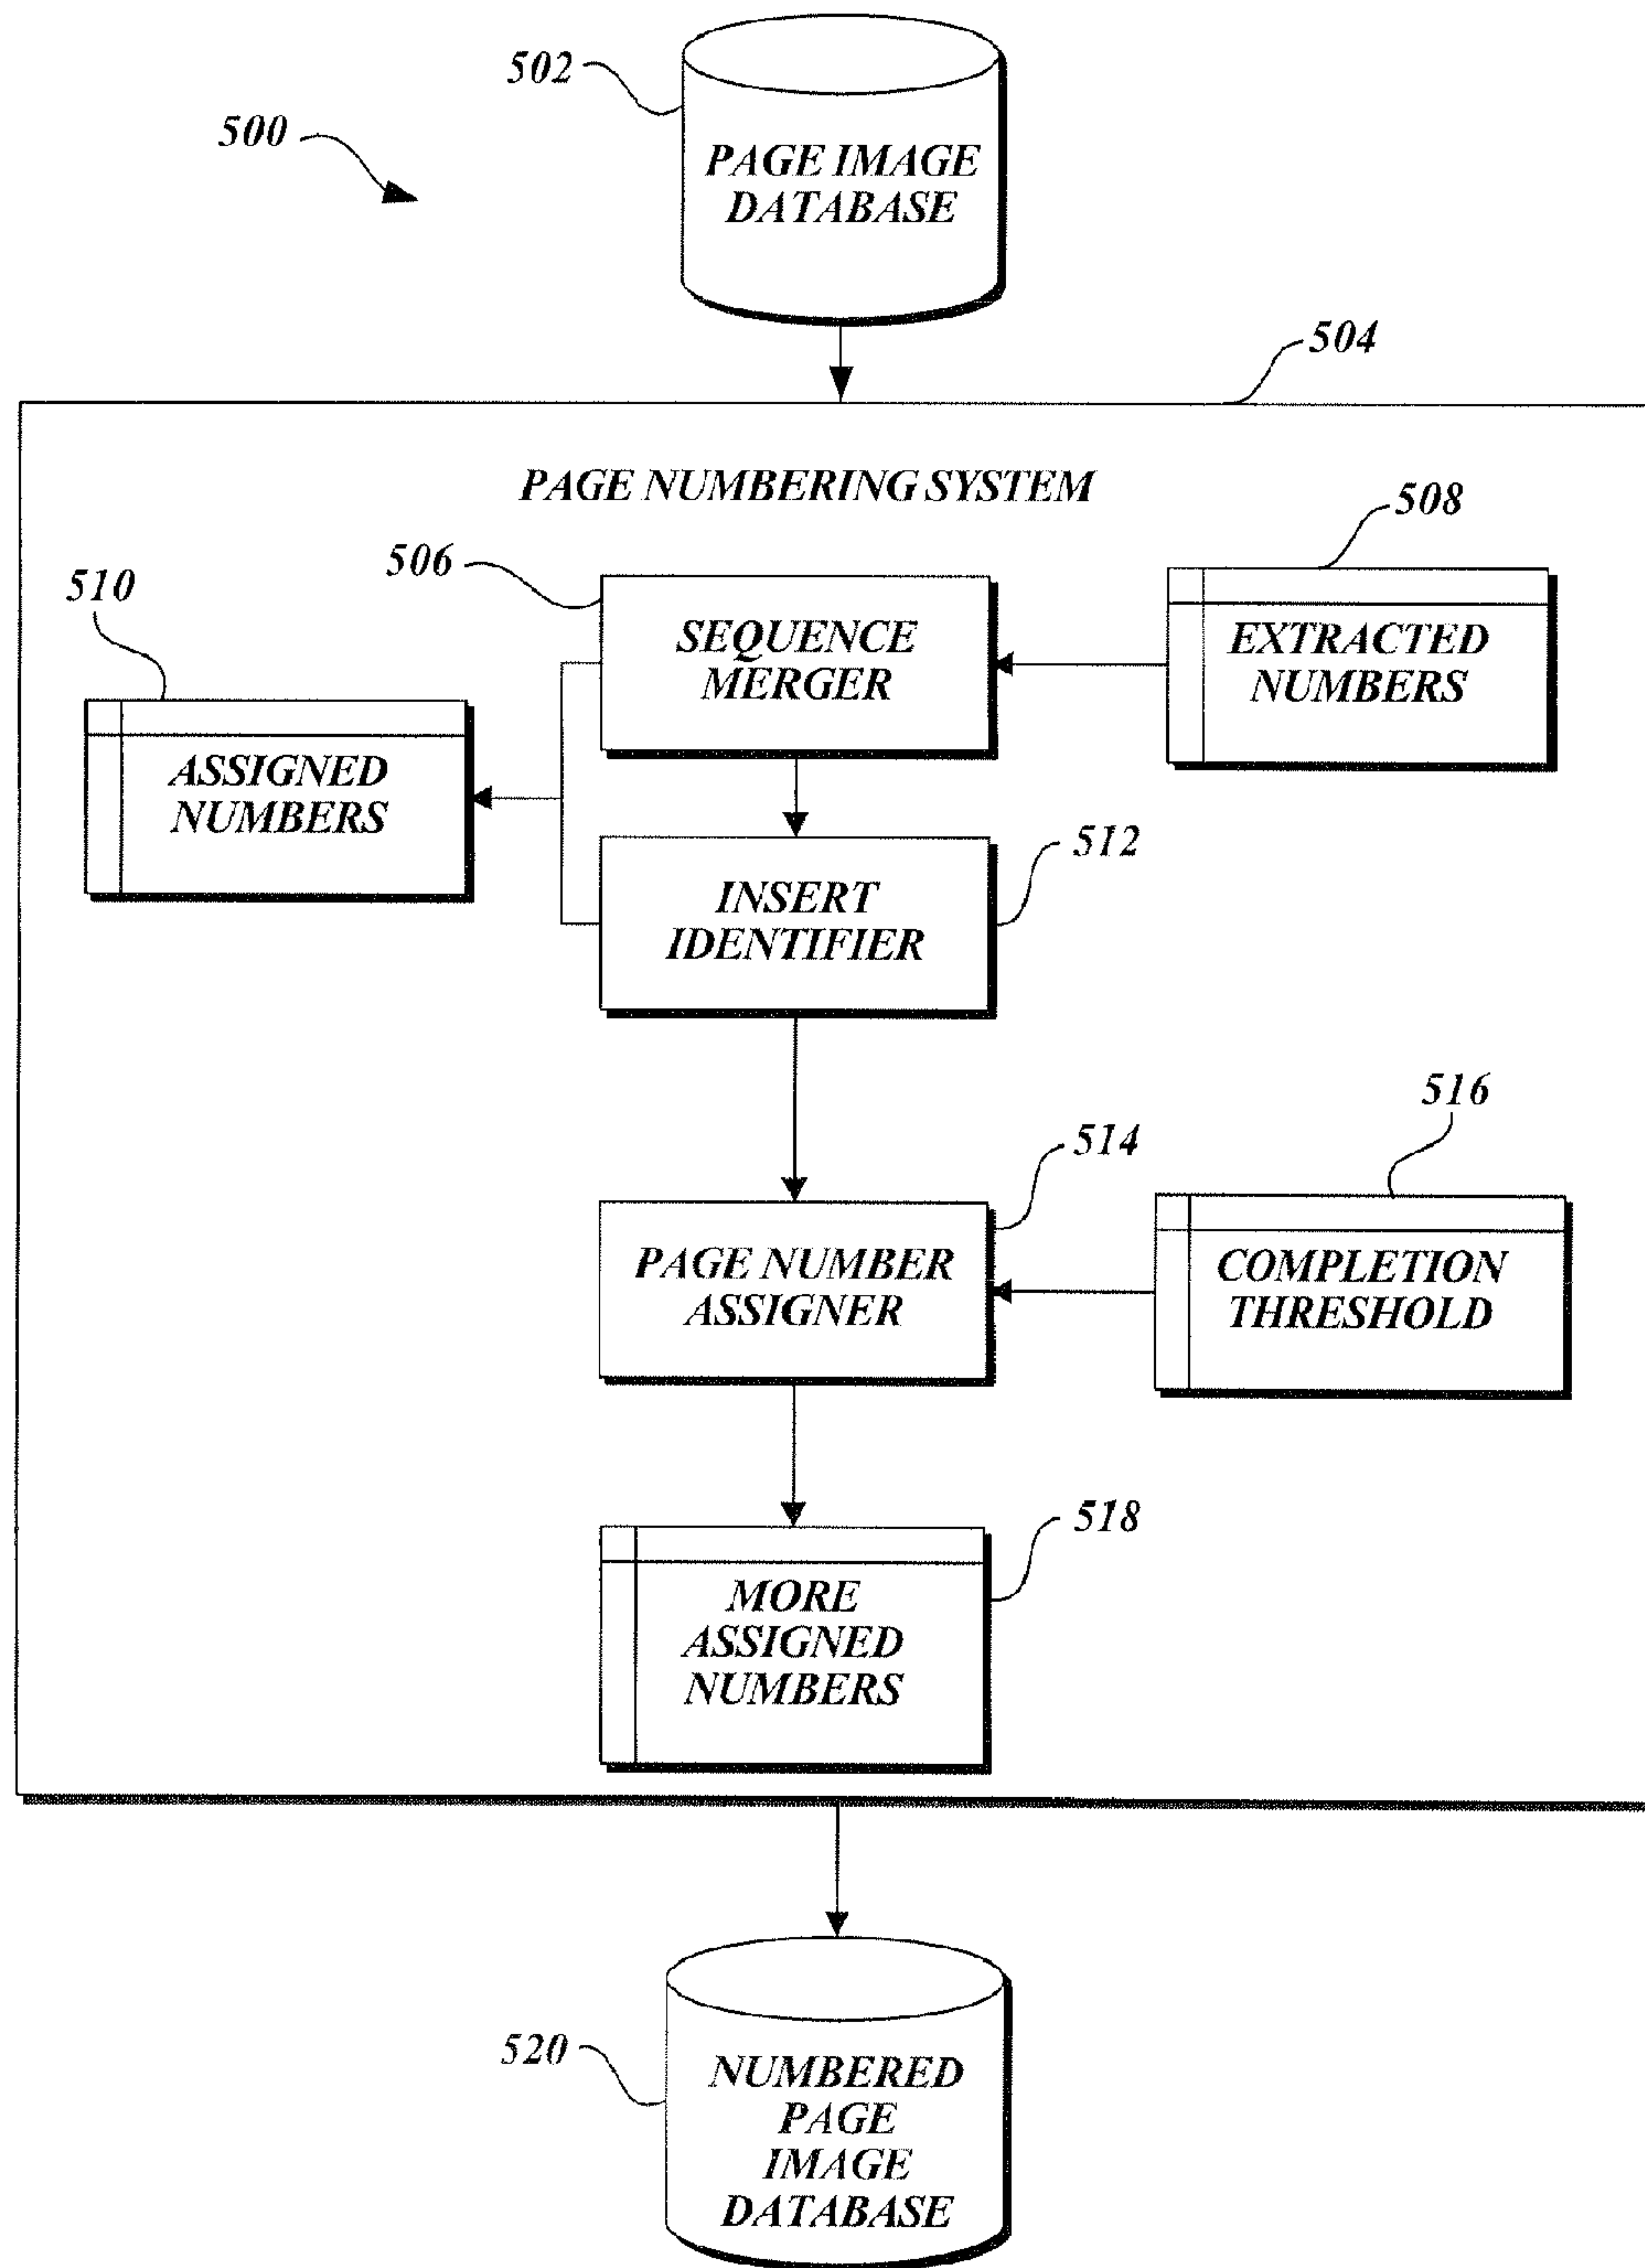 502
500
PAGE IMAGE
DATABASE
504
PAGE NUMBERING SYSTEM
508
506
510
SEQUENCE
MERGER
EXTRACTED
NUMBERS
ASSIGNED
NUMBERS
512
INSERT
IDENTIFIER
516
514
PAGE NUMBER
ASSIGNER
COMPLETION
THRESHOLD
518
MORE
ASSIGNED
NUMBERS
520
NUMBERED
PAGE
IMAGE
DATABASE